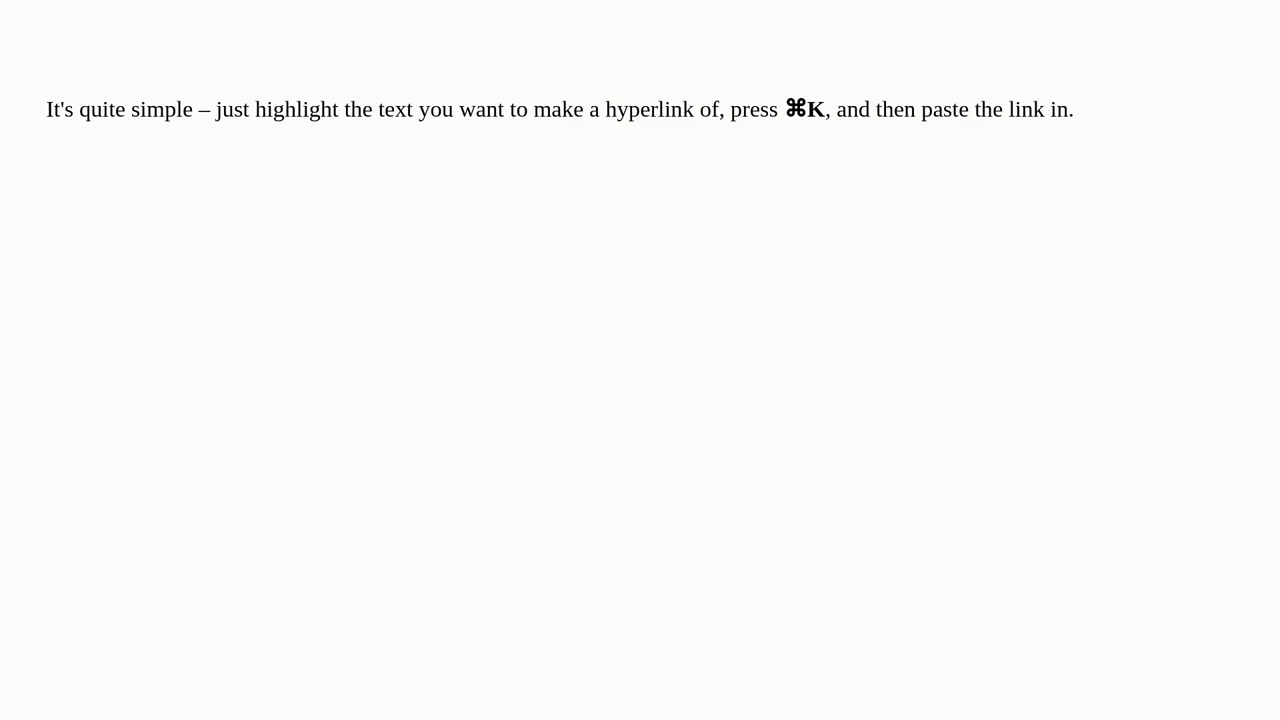 It's quite simple – just highlight the text you want to make a hyperlink of, press ⌘K, and then paste the link in.